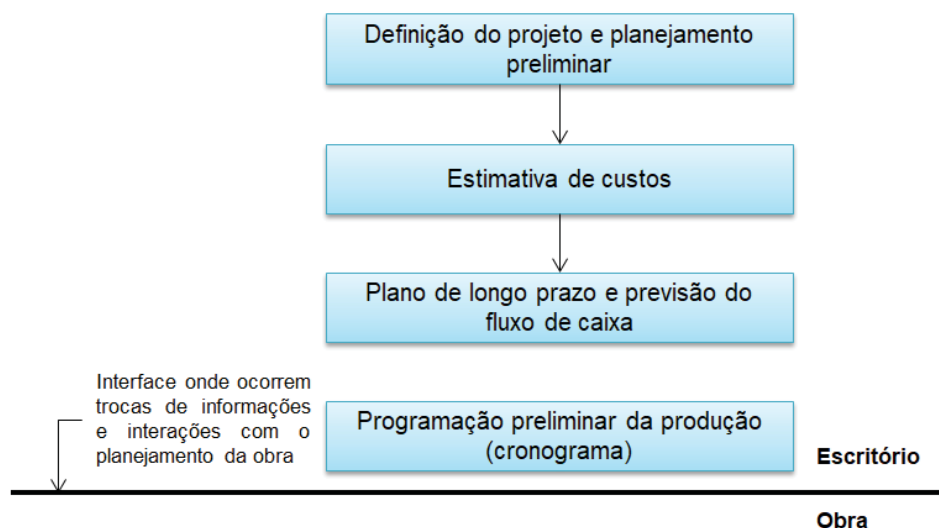 Definição do projeto e planejamento
preliminar
Estimativa de custos
Plano de longo prazo e previsão do
fluxo de caixa
Interface onde ocorrem
trocas de informações
e interações com o
planejamento da obra
Programação preliminar da produção
(cronograma)
Escritório
Obra